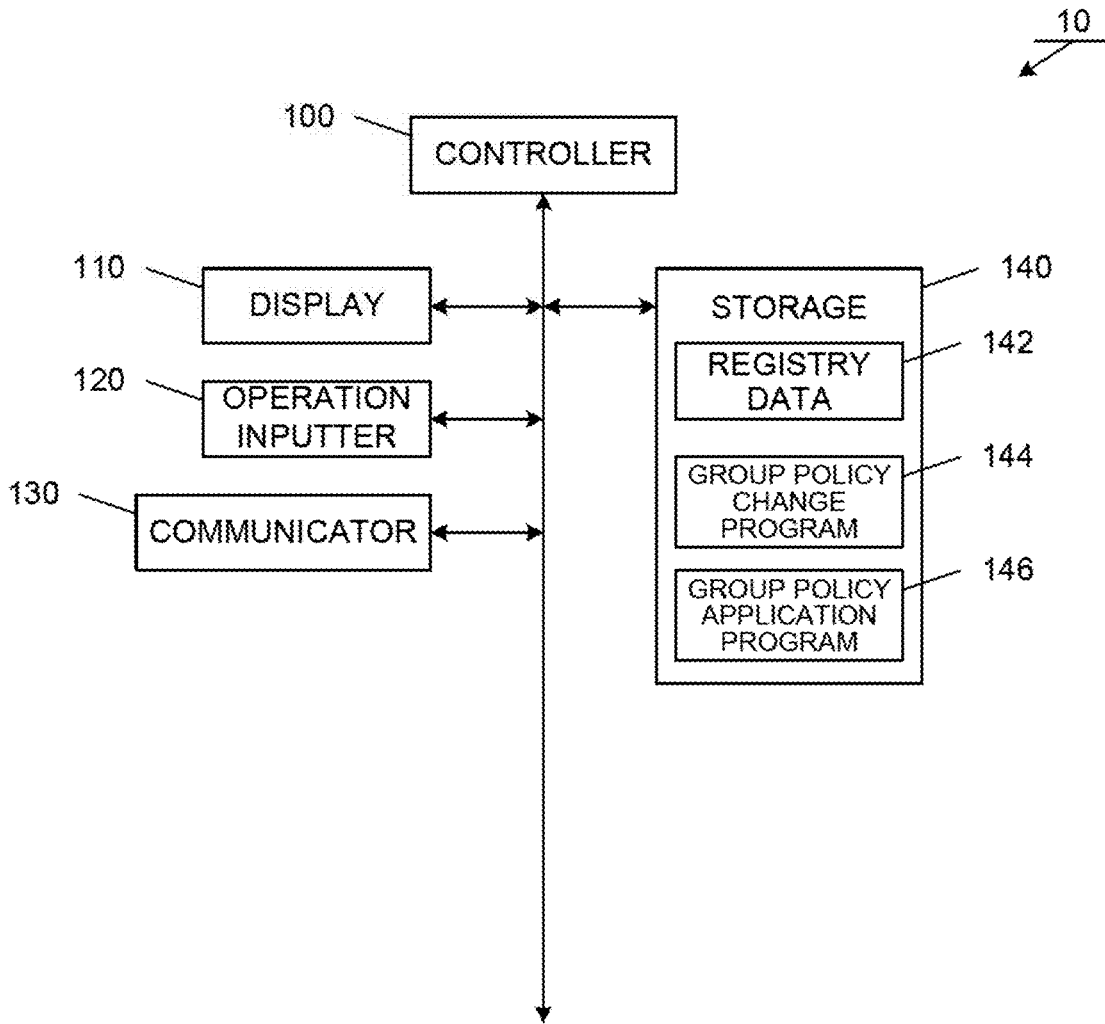 10
100
CONTROLLER
110
DISPLAY
120
OPERATION
INPUTTER
130
COMMUNICATOR
140
STORAGE
142
REGISTRY
DATA
144
GROUP POLICY
CHANGE
PROGRAM
146
GROUP POLICY
APPLICATION
PROGRAM